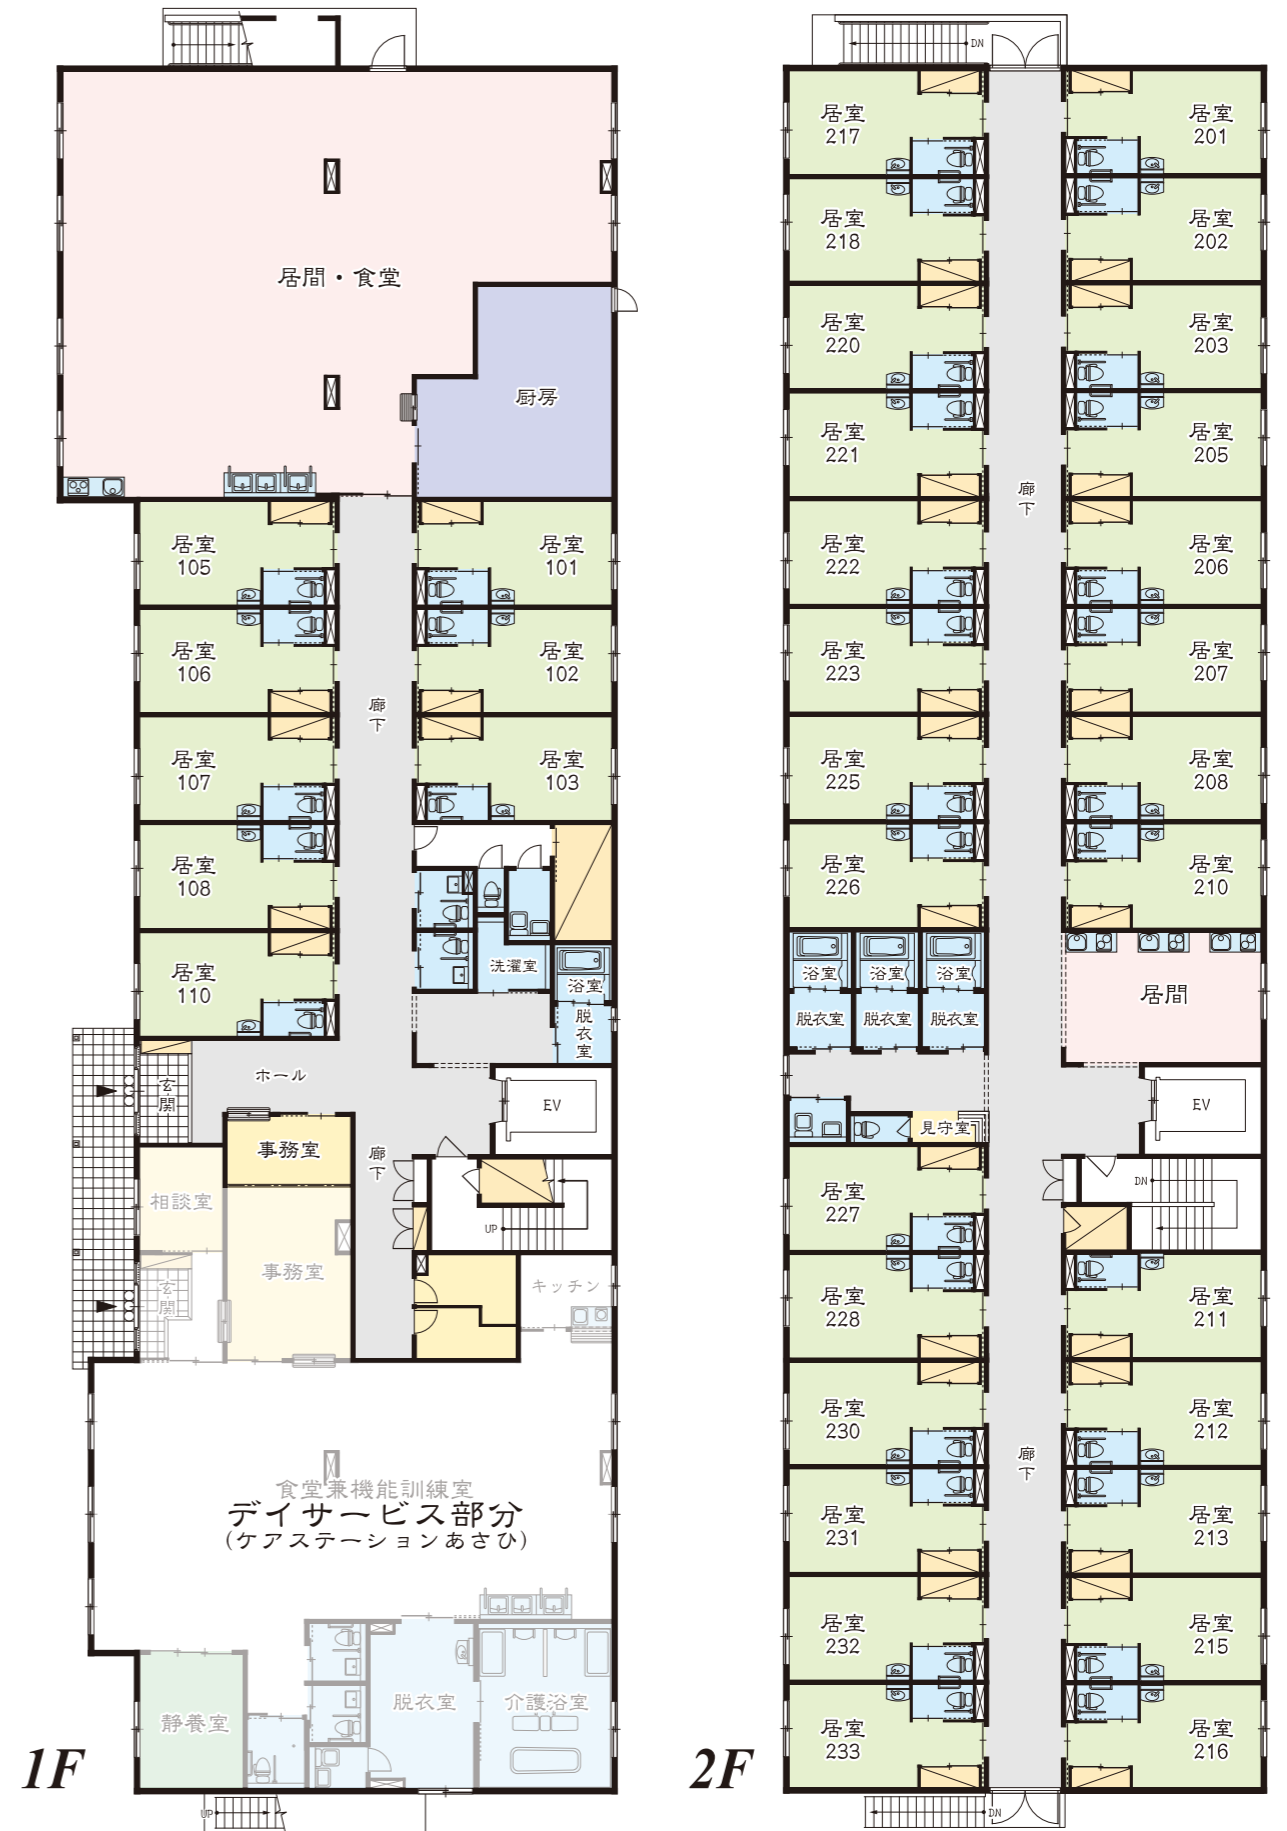 居間・食堂
厨房
居室
105
居室
101
居室
106
居室
102
廊
下
居室
107
居室
103
居室
108
居室
110
洗濯室
浴室
脱
衣
室
玄
関
ホール
EV
事務室
廊
下
相談室
UP
事務室
玄
関
キッチン
食堂兼機能訓練室
デイサービス部分
(ケアステーションあさひ)
脱衣室
介護浴室
静養室
1F
UP
DN
居室
217
居室
201
居室
218
居室
202
居室
220
居室
203
居室
221
居室
205
廊
下
居室
222
居室
206
居室
223
居室
207
居室
225
居室
208
居室
226
居室
210
浴室
浴室
浴室
脱衣室
脱衣室
脱衣室
居間
EV
見守室
居室
227
DN
居室
228
居室
211
居室
230
居室
212
廊
下
居室
231
居室
213
居室
232
居室
215
居室
233
居室
216
2F
DN